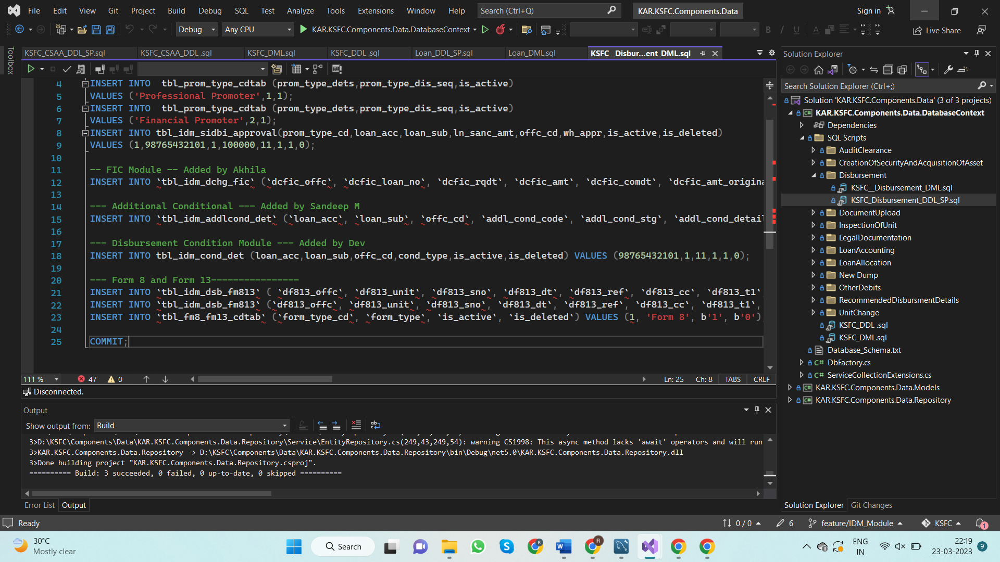 File Edit View Git Project Build Debug SQL Test Analyze Tools Extensions Window Help Search (Ctrl+Q) KAR.KSFC.Components.Data Sign in
Debug Any CPU KAR.KSFC.Components.Data.DatabaseContext Live Share
Toolbox
KSFC_CSAA_DDL_SP.sql KSFC_CSAA_DDL .sql KSFC_DML.sql KSFC_DDL .sql Loan_DDL_SP.sql Loan_DML.sql KSFC__Disbur...ent_DML.sql
4 INSERT INTO  tbl_prom_type_cdtab (prom_type_dets,prom_type_dis_seq,is_active)
5 VALUES ('Professional Promoter',1,1);
6 INSERT INTO  tbl_prom_type_cdtab (prom_type_dets,prom_type_dis_seq,is_active)
7 VALUES ('Financial Promoter',2,1);
8 INSERT INTO tbl_idm_sidbi_approval(prom_type_cd,loan_acc,loan_sub,ln_sanc_amt,offc_cd,wh_appr,is_active,is_deleted)
9 VALUES (1,98765432101,1,100000,11,1,1,0);
10
11 -- FIC Module -- Added by Akhila
12 INSERT INTO `tbl_idm_dchg_fic` (`dcfic_offc`, `dcfic_loan_no`, `dcfic_rqdt`, `dcfic_amt`, `dcfic_comdt`, `dcfic_amt_origina
13
14 --- Additional Conditional --- Added by Sandeep M
15 INSERT INTO `tbl_idm_addlcond_det` (`loan_acc`, `loan_sub`, `offc_cd`, `addl_cond_code`, `addl_cond_stg`, `addl_cond_detail
16
17 --- Disbursement Condition Module --- Added by Dev
18 INSERT INTO tbl_idm_cond_det (loan_acc,loan_sub,offc_cd,cond_type,is_active,is_deleted) VALUES (98765432101,1,11,1,1,0);
19
20 --- Form 8 and Form 13----------------
21 INSERT INTO `tbl_idm_dsb_fm813` ( `df813_offc`, `df813_unit`, `df813_sno`, `df813_dt`, `df813_ref`, `df813_cc`, `df813_t1`
22 INSERT INTO `tbl_idm_dsb_fm813` (`df813_offc`, `df813_unit`, `df813_sno`,`df813_dt`, `df813_ref`, `df813_cc`, `df813_t1`,
23 INSERT INTO `tbl_fm8_fm13_cdtab` (`form_type_cd`, `form_type`, `is_active`, `is_deleted`) VALUES (1, 'Form 8', b'1', b'0')
24
25 COMMIT;
111 % 47 0 Ln: 25 Ch: 8 TABS CRLF
Disconnected.
Output
Show output from: Build
3>D:\KSFC\Components\Data\KAR.KSFC.Components.Data.Repository\Service\EntityRepository.cs(249,43,249,54): warning CS1998: This async method lacks 'await' operators and will run
3>KAR.KSFC.Components.Data.Repository -> D:\KSFC\Components\Data\KAR.KSFC.Components.Data.Repository\bin\Debug\net5.0\KAR.KSFC.Components.Data.Repository.dll
3>Done building project "KAR.KSFC.Components.Data.Repository.csproj".
========== Build: 3 succeeded, 0 failed, 0 up-to-date, 0 skipped ==========
Error List Output
Solution Explorer
Search Solution Explorer (Ctrl+;)
Solution 'KAR.KSFC.Components.Data' (3 of 3 projects)
KAR.KSFC.Components.Data.DatabaseContext
Dependencies
SQL Scripts
AuditClearance
CreationOfSecurityAndAcquisitionOfAsset
Disbursement
KSFC__Disbursement_DML.sql
KSFC_Disbursement_DDL_SP.sql
DocumentUpload
InspectionOfUnit
LegalDocumentation
LoanAccounting
LoanAllocation
New Dump
OtherDebits
RecommendedDisbursmentDetails
UnitChange
KSFC_DDL .sql
KSFC_DML.sql
Database_Schema.txt
DbFactory.cs
ServiceCollectionExtensions.cs
KAR.KSFC.Components.Data.Models
KAR.KSFC.Components.Data.Repository
Solution Explorer Git Changes
Ready 0 / 0 6 feature/IDM_Module KSFC 1
30°C
Mostly clear
Search
ENG
IN
22:19
23-03-2023
9